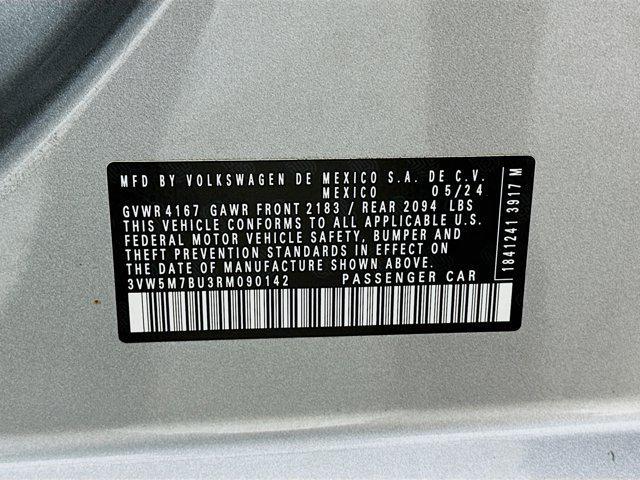 MFD BY VOLKSWAGEN DE MEXICO S.A. DE C.V.
MEXICO 05/24
GVWR 4167 GAWR FRONT 2183 / REAR 2094 LBS
THIS VEHICLE CONFORMS TO ALL APPLICABLE U.S.
FEDERAL MOTOR VEHICLE SAFETY, BUMPER AND
THEFT PREVENTION STANDARDS IN EFFECT ON
THE DATE OF MANUFACTURE SHOWN ABOVE.
3VW5M7BU3RM090142 PASSENGER CAR
1841241 3917 M